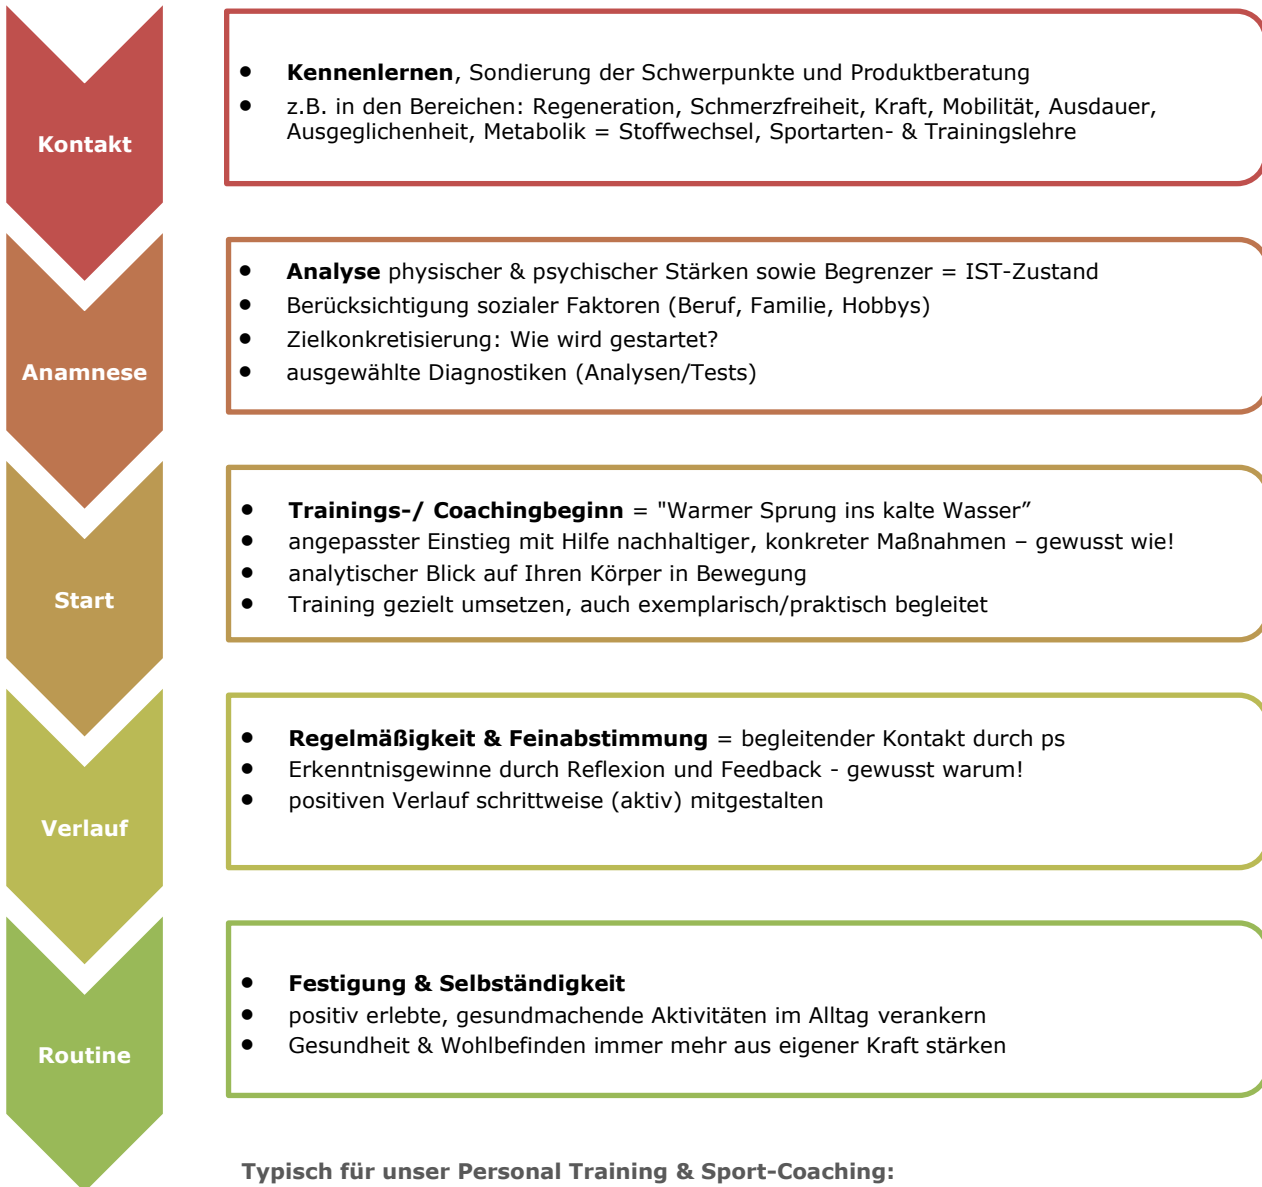 Kontakt
• Kennenlernen, Sondierung der Schwerpunkte und Produktberatung
• z.B. in den Bereichen: Regeneration, Schmerzfreiheit, Kraft, Mobilität, Ausdauer,
Ausgeglichenheit, Metabolik = Stoffwechsel, Sportarten- & Trainingslehre
Anamnese
• Analyse physischer & psychischer Stärken sowie Begrenzer = IST-Zustand
• Berücksichtigung sozialer Faktoren (Beruf, Familie, Hobbys)
• Zielkonkretisierung: Wie wird gestartet?
• ausgewählte Diagnostiken (Analysen/Tests)
Start
• Trainings-/ Coachingbeginn = "Warmer Sprung ins kalte Wasser”
• angepasster Einstieg mit Hilfe nachhaltiger, konkreter Maßnahmen – gewusst wie!
• analytischer Blick auf Ihren Körper in Bewegung
• Training gezielt umsetzen, auch exemplarisch/praktisch begleitet
Verlauf
• Regelmäßigkeit & Feinabstimmung = begleitender Kontakt durch ps
• Erkenntnisgewinne durch Reflexion und Feedback - gewusst warum!
• positiven Verlauf schrittweise (aktiv) mitgestalten
Routine
• Festigung & Selbständigkeit
• positiv erlebte, gesundmachende Aktivitäten im Alltag verankern
• Gesundheit & Wohlbefinden immer mehr aus eigener Kraft stärken
Typisch für unser Personal Training & Sport-Coaching: